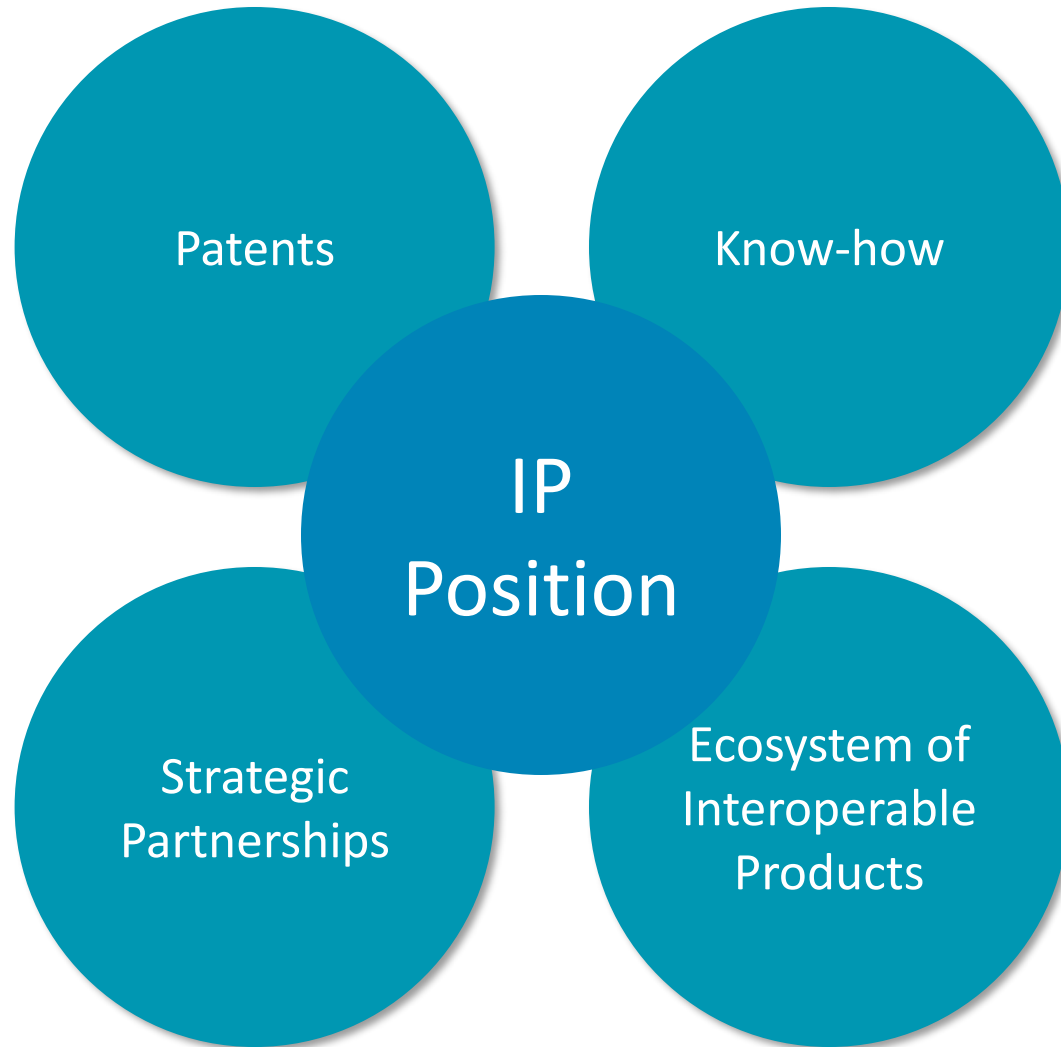 Patents
Know-how
IP
Position
Strategic
Partnerships
Ecosystem of
Interoperable
Products